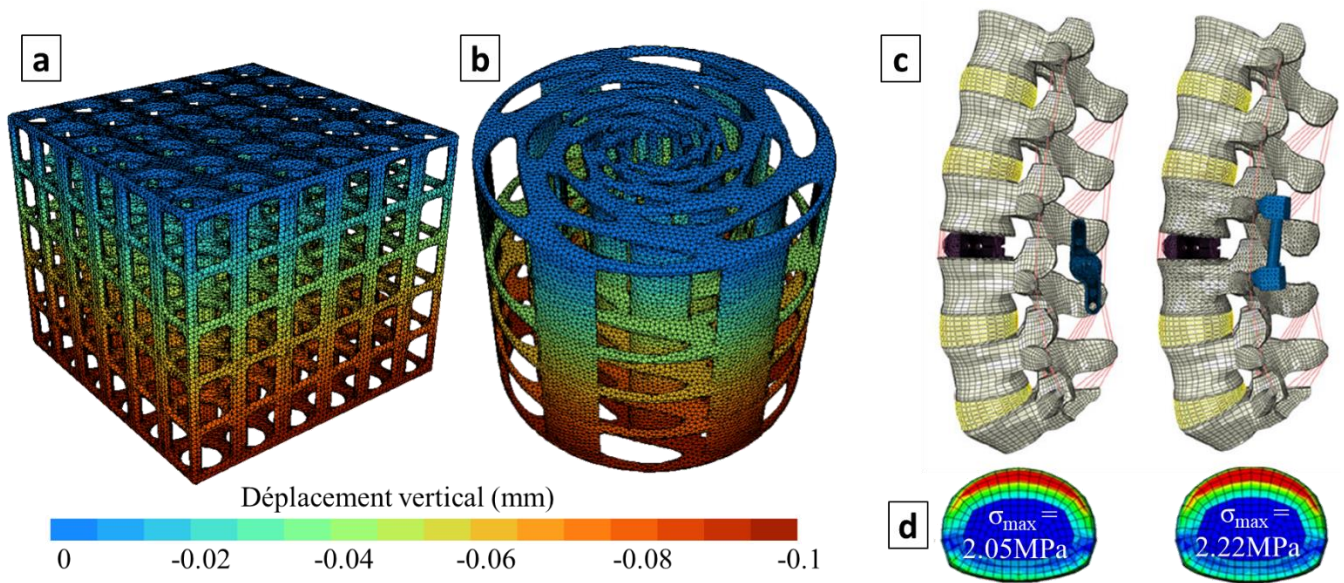 a
b
c
Déplacement vertical (mm)
0 -0.02 -0.04 -0.06 -0.08 -0.1
d
σmax =
2.05MPa
σmax =
2.22MPa